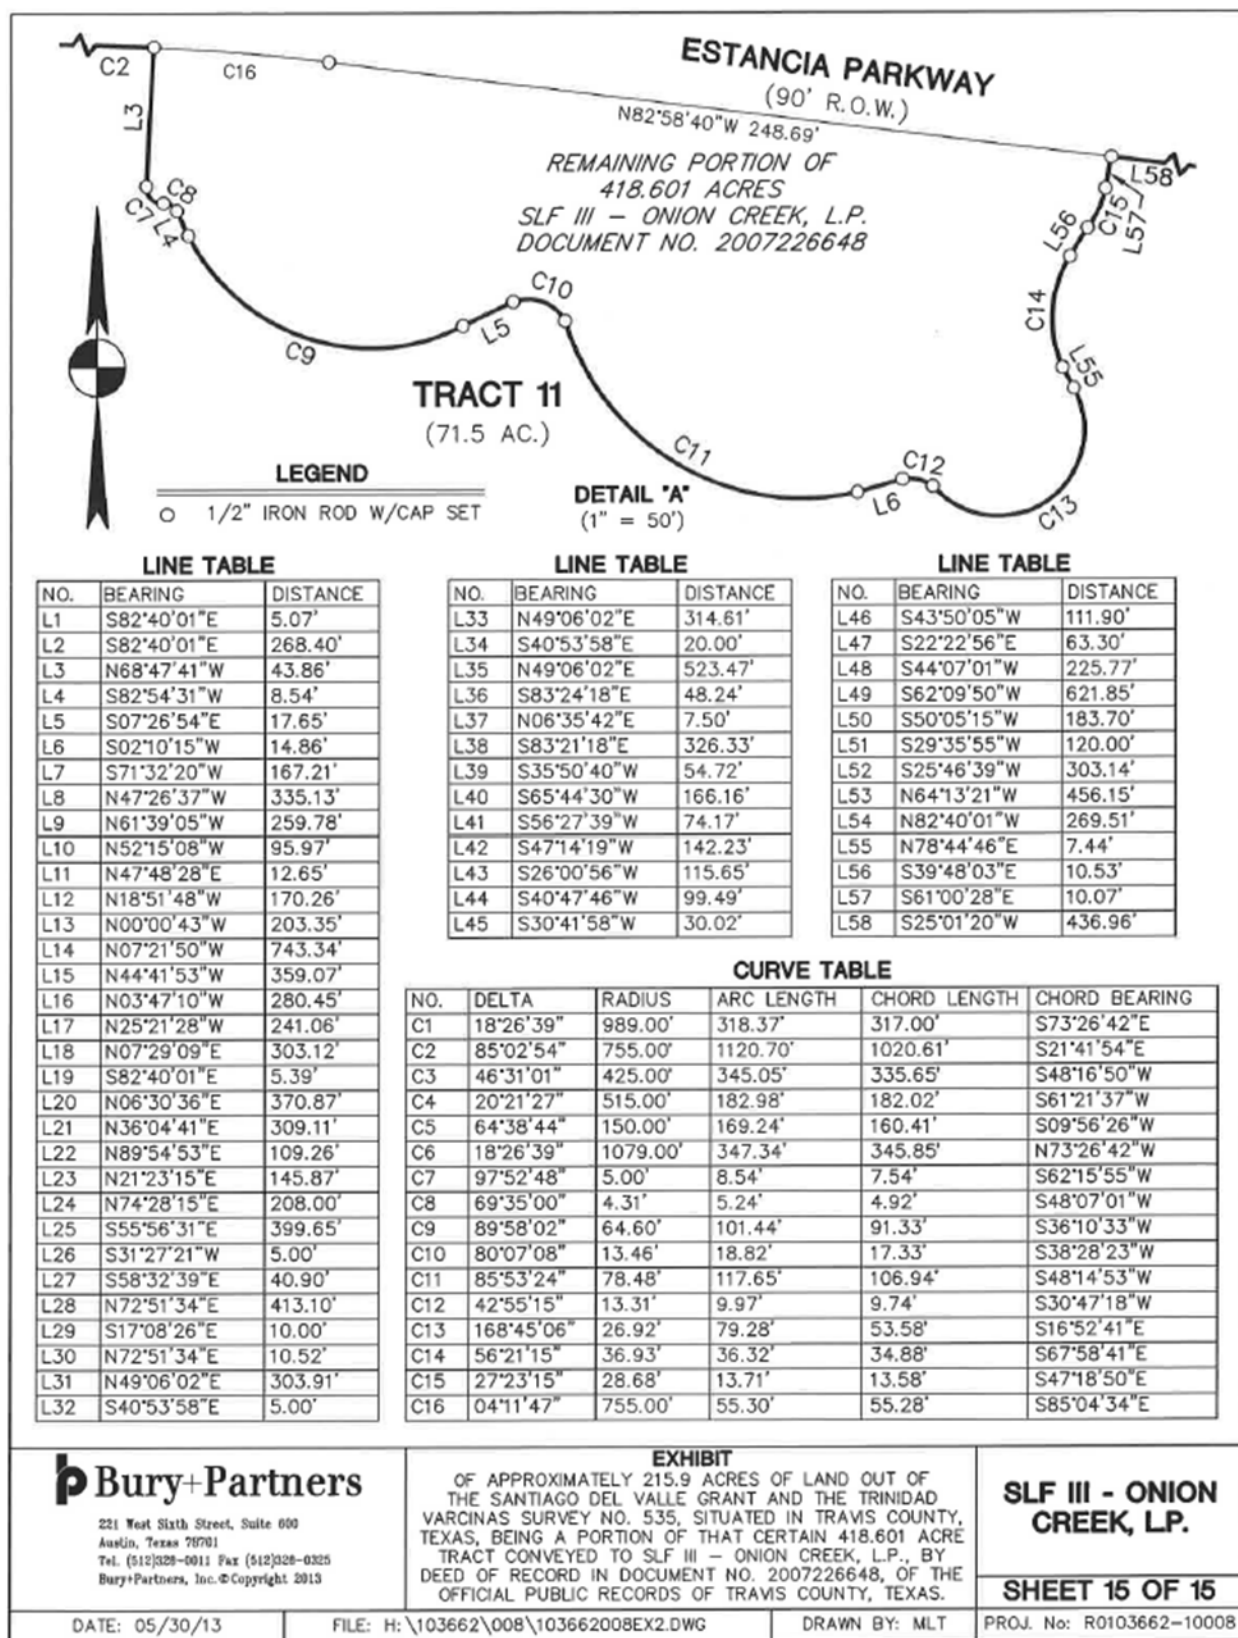 C2
C16
ESTANCIA PARKWAY
(90' R.O.W.)
N82°58'40"W 248.69'
L3
REMAINING PORTION OF
418.601 ACRES
SLF III – ONION CREEK, L.P.
DOCUMENT NO. 2007226648
L58
C15
L57
C8
C7
L4
L56
C10
C14
L5
C9
L55
TRACT 11
(71.5 AC.)
C11
C12
L6
C13
LEGEND
O 1/2" IRON ROD W/CAP SET
DETAIL "A"
(1" = 50')
LINE TABLE
NO. BEARING DISTANCE
L1 S82°40'01"E 5.07'
L2 S82°40'01"E 268.40'
L3 N68°47'41"W 43.86'
L4 S82°54'31"W 8.54'
L5 S07°26'54"E 17.65'
L6 S02°10'15"W 14.86'
L7 S71°32'20"W 167.21'
L8 N47°26'37"W 335.13'
L9 N61°39'05"W 259.78'
L10 N52°15'08"W 95.97'
L11 N47°48'28"E 12.65'
L12 N18°51'48"W 170.26'
L13 N00°00'43"W 203.35'
L14 N07°21'50"W 743.34'
L15 N44°41'53"W 359.07'
L16 N03°47'10"W 280.45'
L17 N25°21'28"W 241.06'
L18 N07°29'09"E 303.12'
L19 S82°40'01"E 5.39'
L20 N06°30'36"E 370.87'
L21 N36°04'41"E 309.11'
L22 N89°54'53"E 109.26'
L23 N21°23'15"E 145.87'
L24 N74°28'15"E 208.00'
L25 S55°56'31"E 399.65'
L26 S31°27'21"W 5.00'
L27 S58°32'39"E 40.90'
L28 N72°51'34"E 413.10'
L29 S17°08'26"E 10.00'
L30 N72°51'34"E 10.52'
L31 N49°06'02"E 303.91'
L32 S40°53'58"E 5.00'
LINE TABLE
NO. BEARING DISTANCE
L33 N49°06'02"E 314.61'
L34 S40°53'58"E 20.00'
L35 N49°06'02"E 523.47'
L36 S83°24'18"E 48.24'
L37 N06°35'42"E 7.50'
L38 S83°21'18"E 326.33'
L39 S35°50'40"W 54.72'
L40 S65°44'30"W 166.16'
L41 S56°27'39"W 74.17'
L42 S47°14'19"W 142.23'
L43 S26°00'56"W 115.65'
L44 S40°47'46"W 99.49'
L45 S30°41'58"W 30.02'
LINE TABLE
NO. BEARING DISTANCE
L46 S43°50'05"W 111.90'
L47 S22°22'56"E 63.30'
L48 S44°07'01"W 225.77'
L49 S62°09'50"W 621.85'
L50 S50°05'15"W 183.70'
L51 S29°35'55"W 120.00'
L52 S25°46'39"W 303.14'
L53 N64°13'21"W 456.15'
L54 N82°40'01"W 269.51'
L55 N78°44'46"E 7.44'
L56 S39°48'03"E 10.53'
L57 S61°00'28"E 10.07'
L58 S25°01'20"W 436.96'
CURVE TABLE
NO. DELTA RADIUS ARC LENGTH CHORD LENGTH CHORD BEARING
C1 18°26'39" 989.00' 318.37' 317.00' S73°26'42"E
C2 85°02'54" 755.00' 1120.70' 1020.61' S21°41'54"E
C3 46°31'01" 425.00' 345.05' 335.65' S48°16'50"W
C4 20°21'27" 515.00' 182.98' 182.02' S61°21'37"W
C5 64°38'44" 150.00' 169.24' 160.41' S09°56'26"W
C6 18°26'39" 1079.00' 347.34' 345.85' N73°26'42"W
C7 97°52'48" 5.00' 8.54' 7.54' S62°15'55"W
C8 69°35'00" 4.31' 5.24' 4.92' S48°07'01"W
C9 89°58'02" 64.60' 101.44' 91.33' S36°10'33"W
C10 80°07'08" 13.46' 18.82' 17.33' S38°28'23"W
C11 85°53'24" 78.48' 117.65' 106.94' S48°14'53"W
C12 42°55'15" 13.31' 9.97' 9.74' S30°47'18"W
C13 168°45'06" 26.92' 79.28' 53.58' S16°52'41"E
C14 56°21'15" 36.93' 36.32' 34.88' S67°58'41"E
C15 27°23'15" 28.68' 13.71' 13.58' S47°18'50"E
C16 04°11'47" 755.00' 55.30' 55.28' S85°04'34"E
Bury+Partners
221 West Sixth Street, Suite 600
Austin, Texas 78701
Tel. (512)328-0011 Fax (512)328-0325
Bury+Partners, Inc. © Copyright 2013
EXHIBIT
OF APPROXIMATELY 215.9 ACRES OF LAND OUT OF
THE SANTIAGO DEL VALLE GRANT AND THE TRINIDAD
VARCINAS SURVEY NO. 535, SITUATED IN TRAVIS COUNTY,
TEXAS, BEING A PORTION OF THAT CERTAIN 418.601 ACRE
TRACT CONVEYED TO SLF III – ONION CREEK, L.P., BY
DEED OF RECORD IN DOCUMENT NO. 2007226648, OF THE
OFFICIAL PUBLIC RECORDS OF TRAVIS COUNTY, TEXAS.
SLF III - ONION
CREEK, LP.
SHEET 15 OF 15
DATE: 05/30/13 FILE: H:\103662\008\103662008EX2.DWG DRAWN BY: MLT PROJ. No: R0103662-10008